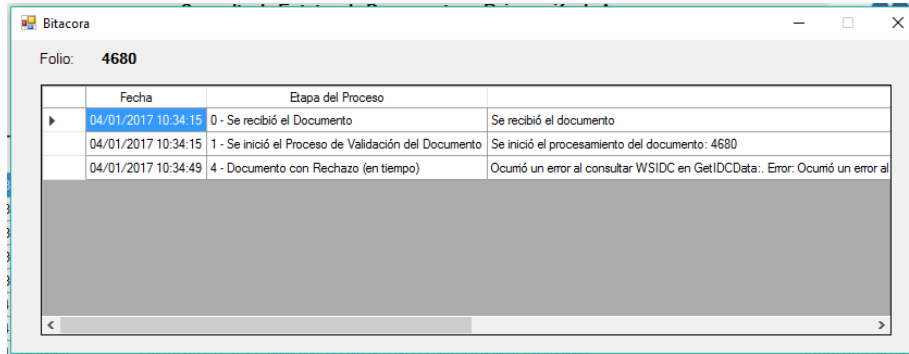 Bitacora
Folio: 4680
Fecha Etapa del Proceso
04/01/2017 10:34:15 0 - Se recibió el Documento Se recibió el documento
04/01/2017 10:34:15 1 - Se inició el Proceso de Validación del Documento Se inició el procesamiento del documento: 4680
04/01/2017 10:34:49 4 - Documento con Rechazo (en tiempo) Ocurrió un error al consultar WSIDC en GetIDCData:. Error: Ocurrió un error al